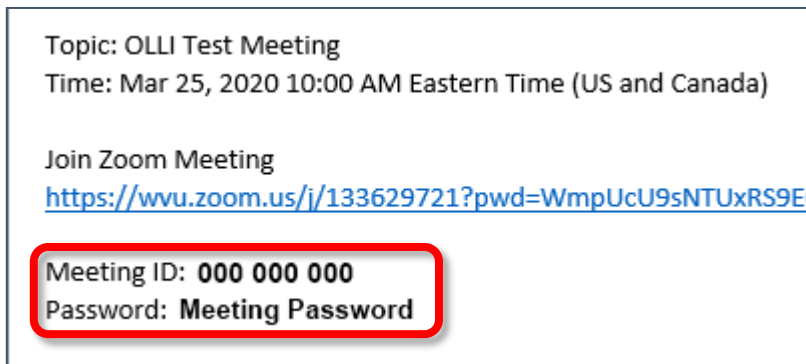 Topic: OLLI Test Meeting
Time: Mar 25, 2020 10:00 AM Eastern Time (US and Canada)
Join Zoom Meeting
https://wvu.zoom.us/j/133629721?pwd=WmpUcU9sNTUxRS9E
Meeting ID: 000 000 000
Password: Meeting Password